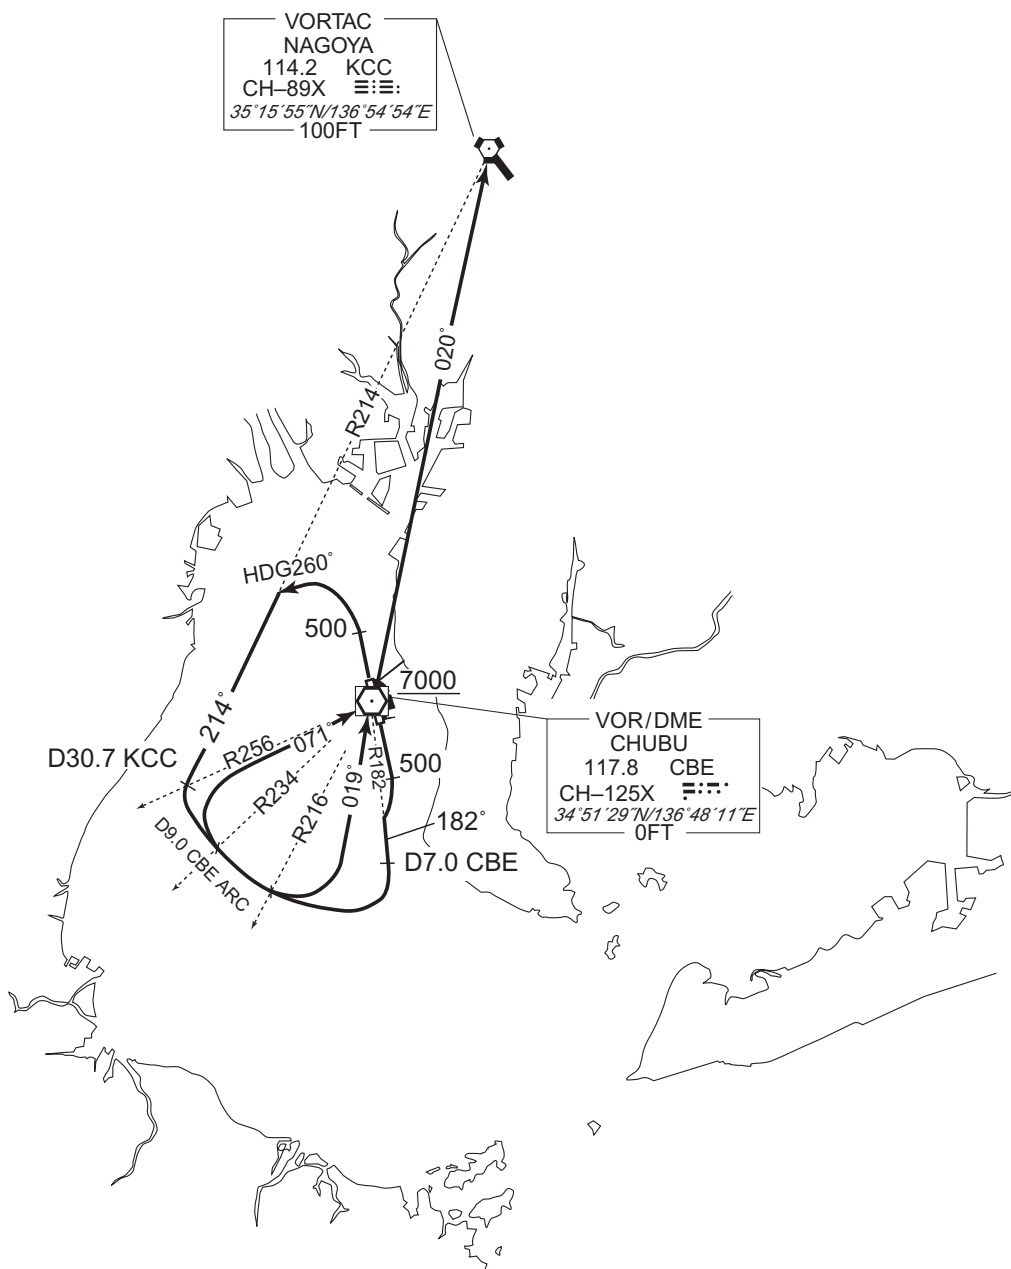 VORTAC
NAGOYA
114.2 KCC
CH–89X
35°15′55″N/136°54′54″E
100FT
020°
R214
HDG260°
500
7000
214°
VOR/DME
CHUBU
117.8 CBE
CH–125X
34°51′29″N/136°48′11″E
0FT
D30.7 KCC
R256
071°
R182
500
R234
R216
019°
182°
D9.0 CBE ARC
D7.0 CBE